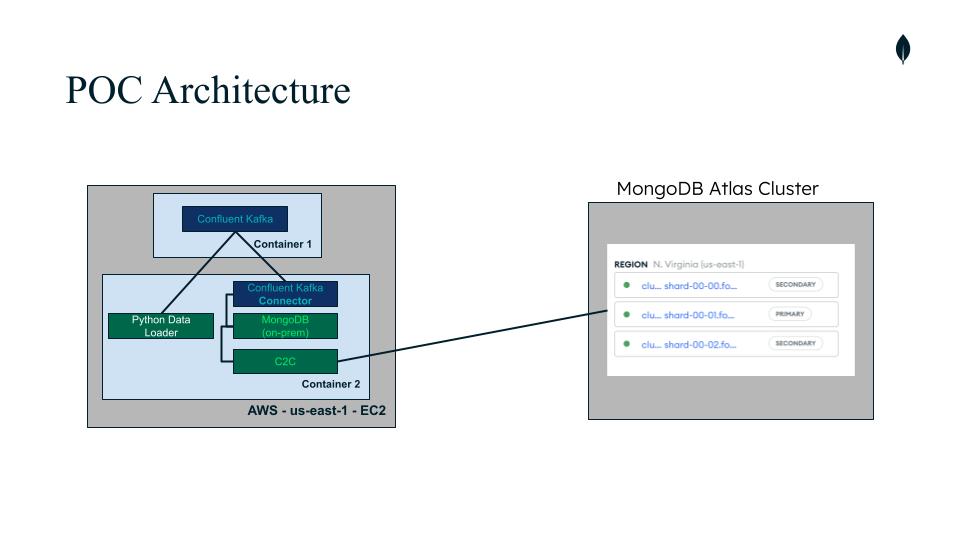 POC Architecture
MongoDB Atlas Cluster
Confluent Kafka
Container 1
Confluent Kafka
Connector
Python Data
Loader
MongoDB
(on-prem)
C2C
Container 2
AWS - us-east-1 - EC2
REGION N. Virginia (us-east-1)
clu... shard-00-00.fo... SECONDARY
clu... shard-00-01.fo... PRIMARY
clu... shard-00-02.fo... SECONDARY